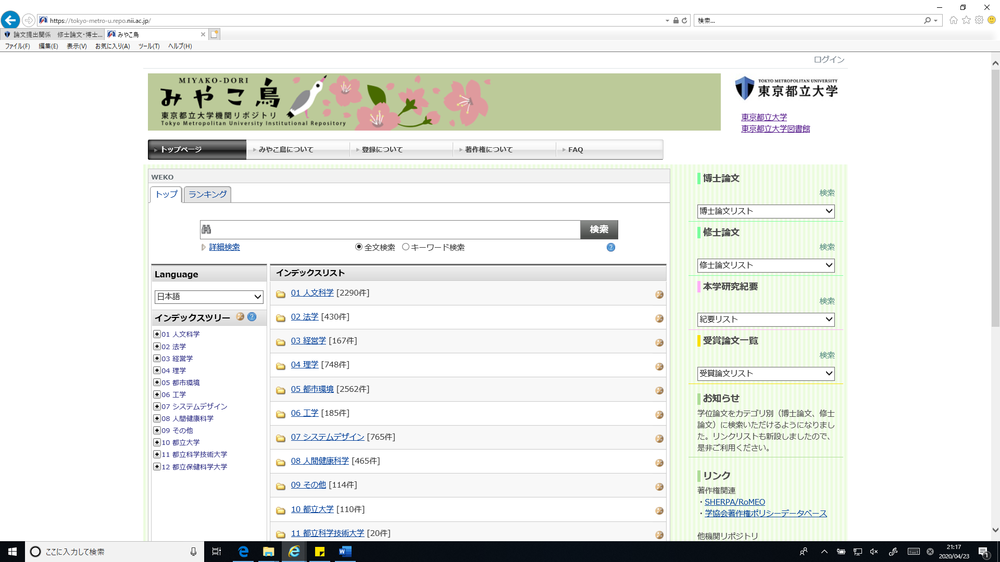 https://tokyo-metro-u.repo.nii.ac.jp/
検索...
論文提出関係　修士論文・博士...
みやこ鳥
ファイル(F) 編集(E) 表示(V) お気に入り(A) ツール(T) ヘルプ(H)
ログイン
MIYAKO-DORI
みやこ鳥
東京都立大学機関リポジトリ
Tokyo Metropolitan University Institutional Repository
TOKYO METROPOLITAN UNIVERSITY
東京都立大学
東京都立大学
東京都立大学図書館
トップページ みやこ鳥について 登録について 著作権について FAQ
WEKO
トップ ランキング
検索
詳細検索 全文検索 キーワード検索
Language
日本語
インデックスツリー
01 人文科学
02 法学
03 経営学
04 理学
05 都市環境
06 工学
07 システムデザイン
08 人間健康科学
09 その他
10 都立大学
11 都立科学技術大学
12 都立保健科学大学
インデックスリスト
01 人文科学 [2290件]
02 法学 [430件]
03 経営学 [167件]
04 理学 [748件]
05 都市環境 [2562件]
06 工学 [185件]
07 システムデザイン [765件]
08 人間健康科学 [465件]
09 その他 [114件]
10 都立大学 [110件]
11 都立科学技術大学 [20件]
博士論文
検索
博士論文リスト
修士論文
検索
修士論文リスト
本学研究紀要
検索
紀要リスト
受賞論文一覧
検索
受賞論文リスト
お知らせ
学位論文をカテゴリ別（博士論文、修士
論文）に検索いただけるようになりまし
た。リンクリストも新設しましたので、
是非ご利用ください。
リンク
著作権関連
・SHERPA/RoMEO
・学協会著作権ポリシーデータベース
他機関リポジトリ
ここに入力して検索
21:17
2020/04/23
1